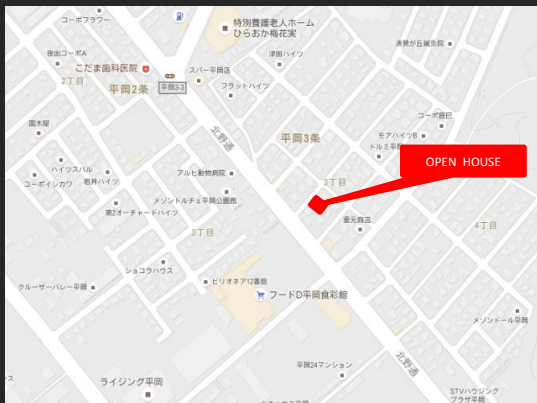 コーポフラワー
特別養護老人ホーム
ひらおか梅花実
清見が丘鍼灸院
笹出コーポA
こだま歯科医院
スパー平岡店
津田ハイツ
2丁目
平岡2条
平岡3-3
フラットハイツ
コーポ辰巳
国木屋
北野通
平岡3条
モアハイツB
ドルミ平岡
OPEN HOUSE
ハイツスバル
アルヒ動物病院
コーポイシカワ
岩井ハイツ
3丁目
メゾンドルチェ平岡公園西
第2オーチャードハイツ
重元商店
4丁目
3丁目
ショコラハウス
クルーザーバレー平岡
ビリオネア12番館
フードD平岡食彩館
メゾンドール平岡
平岡24マンション
北野通
ライジング平岡
STVハウジング
プラザ平岡